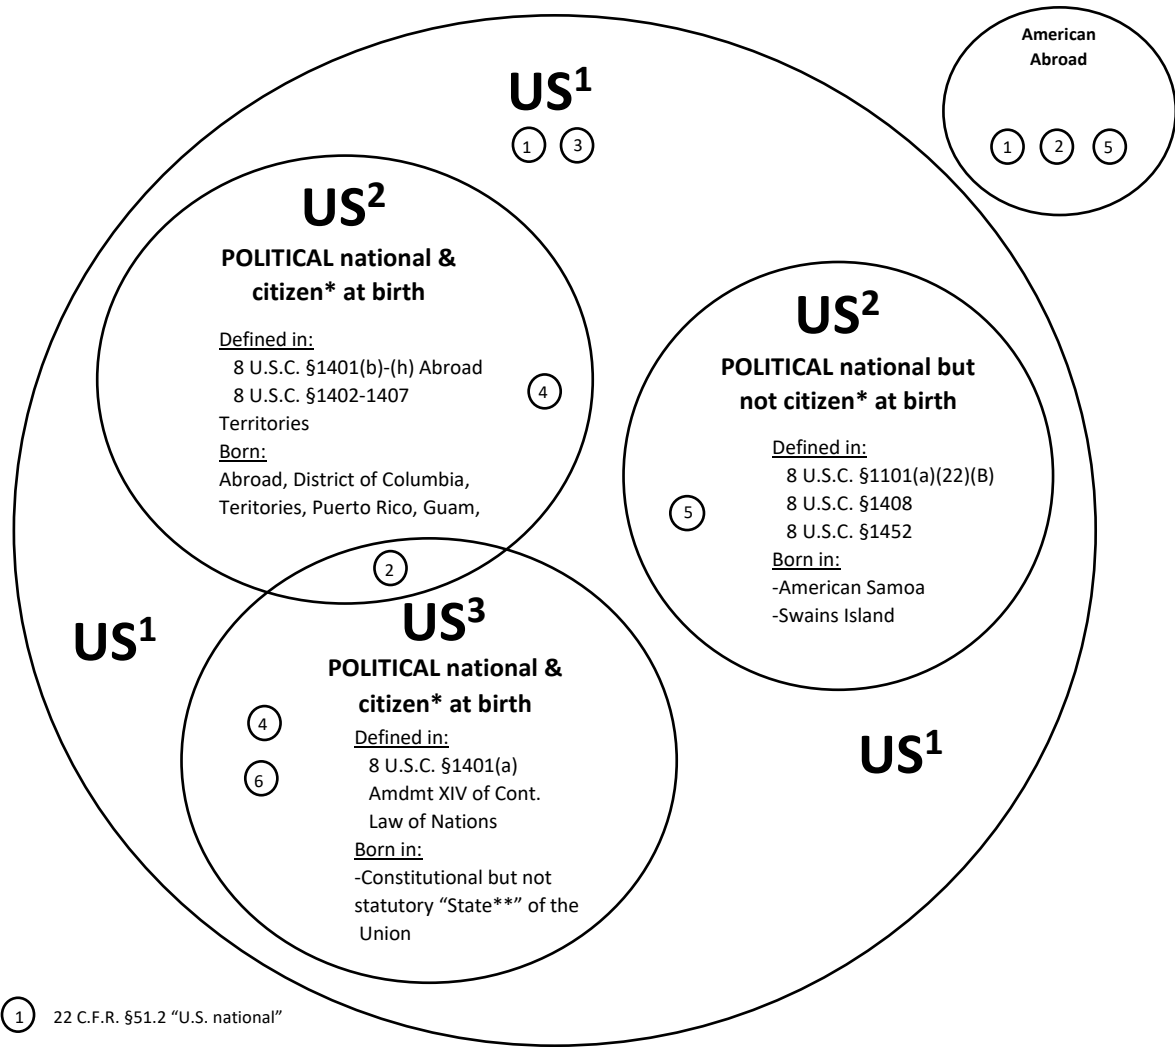 American
Abroad
US¹
1 3
1 2 5
US²
POLITICAL national &
citizen* at birth
Defined in:
8 U.S.C. §1401(b)-(h) Abroad
8 U.S.C. §1402-1407
Territories
Born:
Abroad, District of Columbia,
Teritories, Puerto Rico, Guam,
4
US²
POLITICAL national but
not citizen* at birth
Defined in:
8 U.S.C. §1101(a)(22)(B)
8 U.S.C. §1408
8 U.S.C. §1452
Born in:
-American Samoa
-Swains Island
5
2
US¹
US³
POLITICAL national &
citizen* at birth
4
6
Defined in:
8 U.S.C. §1401(a)
Amdmt XIV of Cont.
Law of Nations
Born in:
-Constitutional but not
statutory “State**” of the
Union
US¹
1 22 C.F.R. §51.2 “U.S. national”